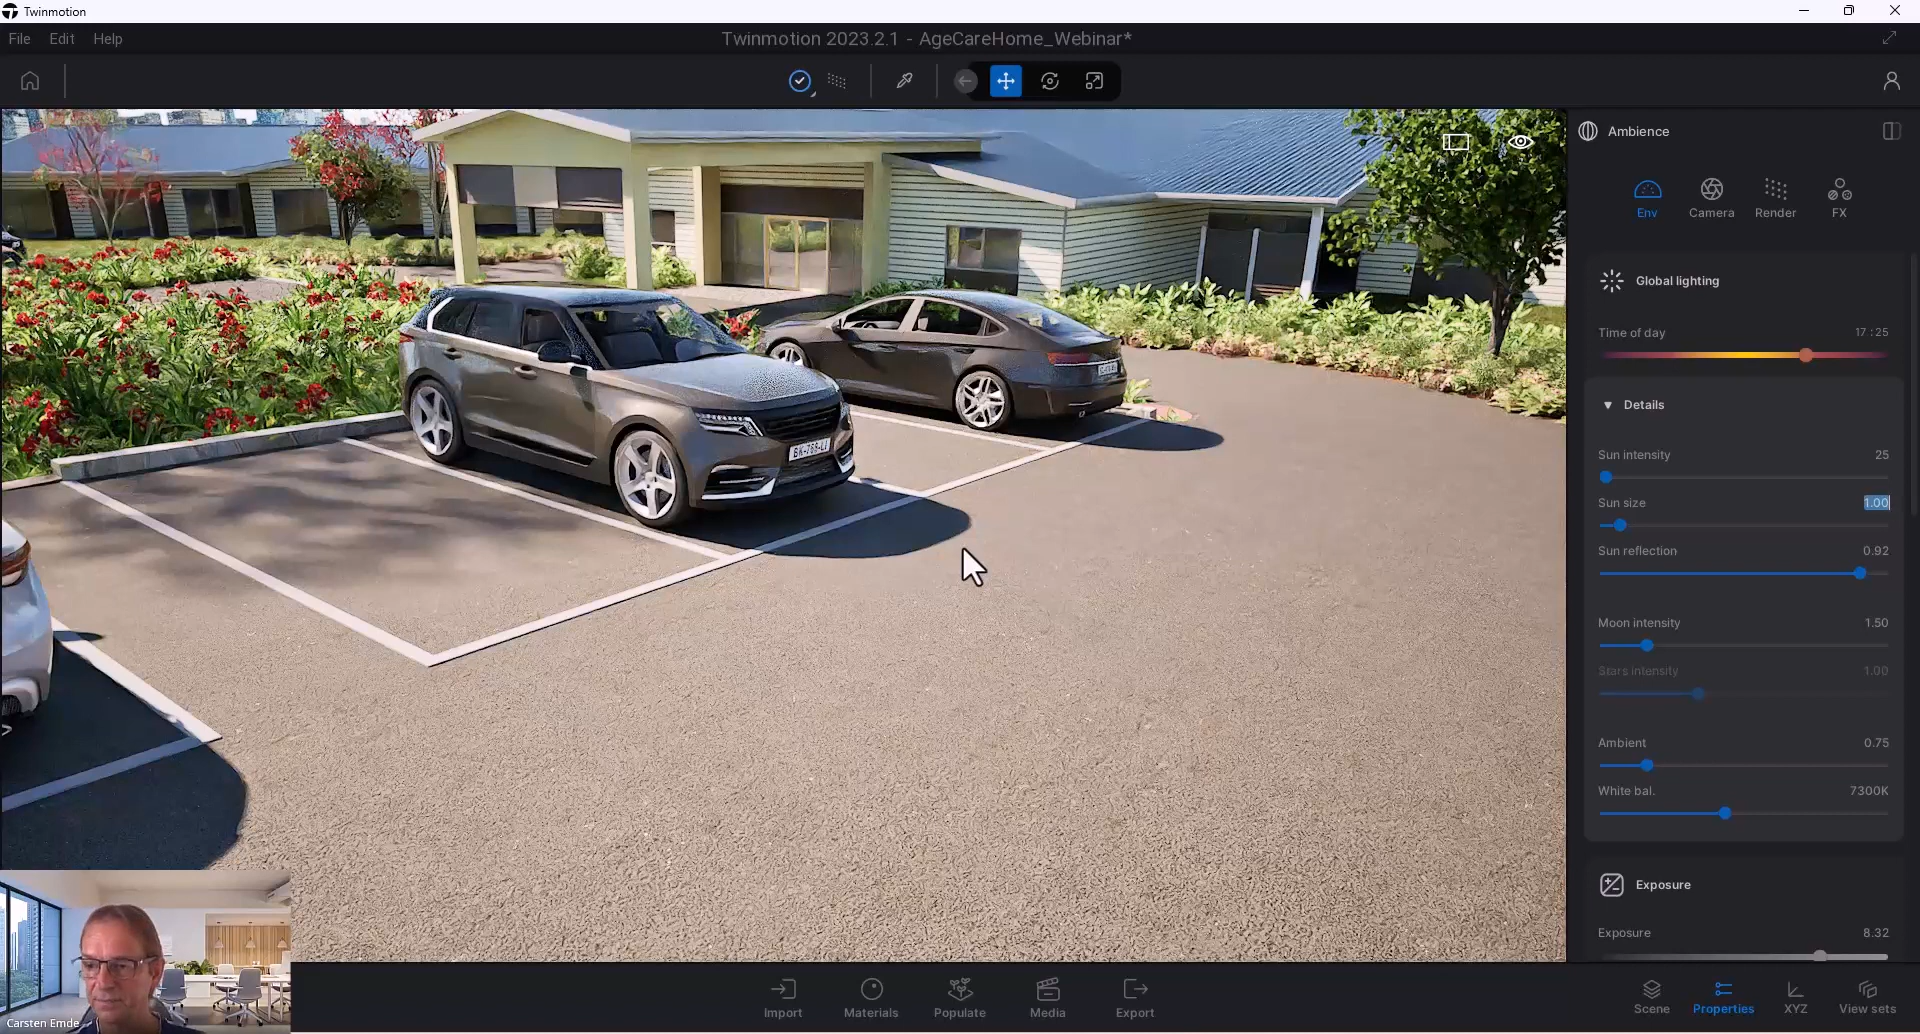 Twinmotion
File Edit Help
Twinmotion 2023.2.1 - AgeCareHome_Webinar*
Ambience
Env Camera Render FX
Global lighting
Time of day 17:25
Details
Sun intensity 25
Sun size 1.00
Sun reflection 0.92
Moon intensity 1.50
Stars intensity 1.00
Ambient 0.75
White bal. 7300K
Exposure
Exposure 8.32
BK-768-LI
Carsten Emde
Import Materials Populate Media Export
Scene Properties XYZ View sets